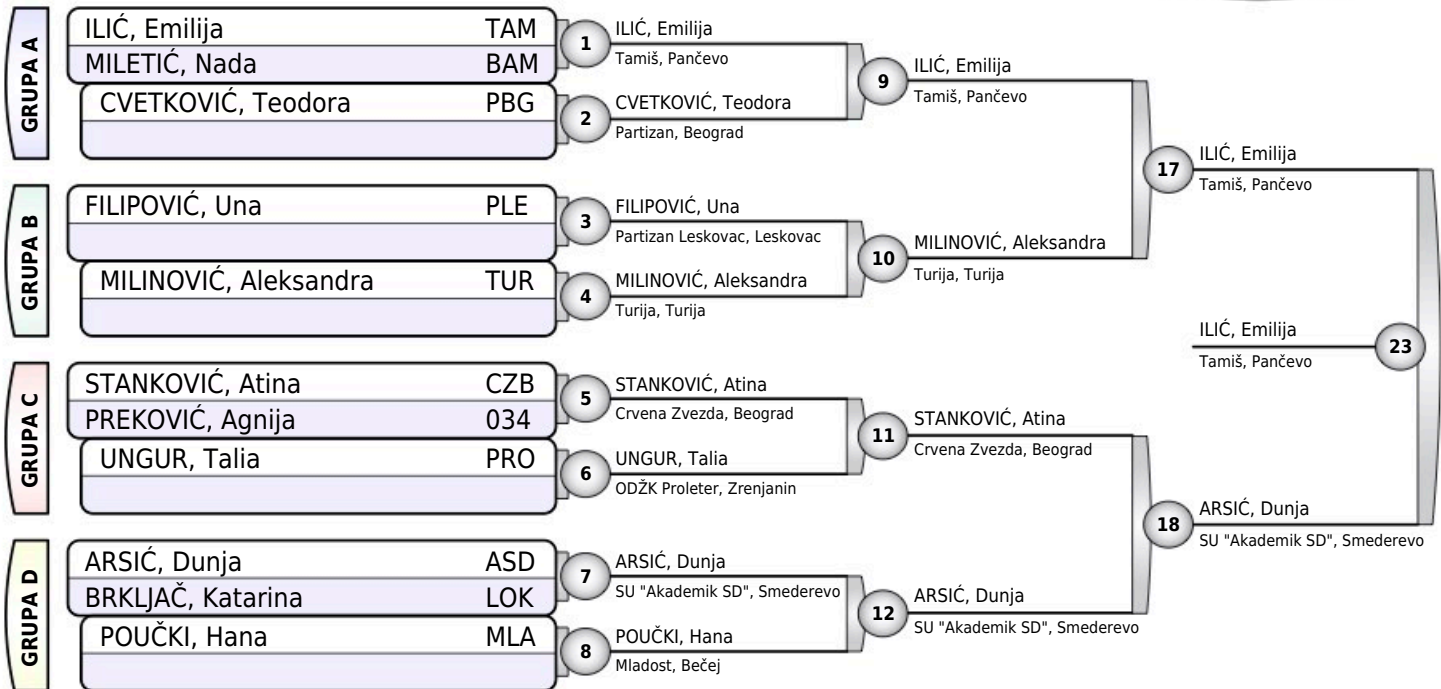 GRUPA A
ILIĆ, Emilija TAM
MILETIĆ, Nada BAM
CVETKOVIĆ, Teodora PBG
GRUPA B
FILIPOVIĆ, Una PLE
MILINOVIĆ, Aleksandra TUR
GRUPA C
STANKOVIĆ, Atina CZB
PREKOVIĆ, Agnija 034
UNGUR, Talia PRO
GRUPA D
ARSIĆ, Dunja ASD
BRKLJAČ, Katarina LOK
POUČKI, Hana MLA
1
ILIĆ, Emilija
Tamiš, Pančevo
2
CVETKOVIĆ, Teodora
Partizan, Beograd
3
FILIPOVIĆ, Una
Partizan Leskovac, Leskovac
4
MILINOVIĆ, Aleksandra
Turija, Turija
5
STANKOVIĆ, Atina
Crvena Zvezda, Beograd
6
UNGUR, Talia
ODŽK Proleter, Zrenjanin
7
ARSIĆ, Dunja
SU "Akademik SD", Smederevo
8
POUČKI, Hana
Mladost, Bečej
9
ILIĆ, Emilija
Tamiš, Pančevo
10
MILINOVIĆ, Aleksandra
Turija, Turija
11
STANKOVIĆ, Atina
Crvena Zvezda, Beograd
12
ARSIĆ, Dunja
SU "Akademik SD", Smederevo
17
ILIĆ, Emilija
Tamiš, Pančevo
18
ARSIĆ, Dunja
SU "Akademik SD", Smederevo
23
ILIĆ, Emilija
Tamiš, Pančevo